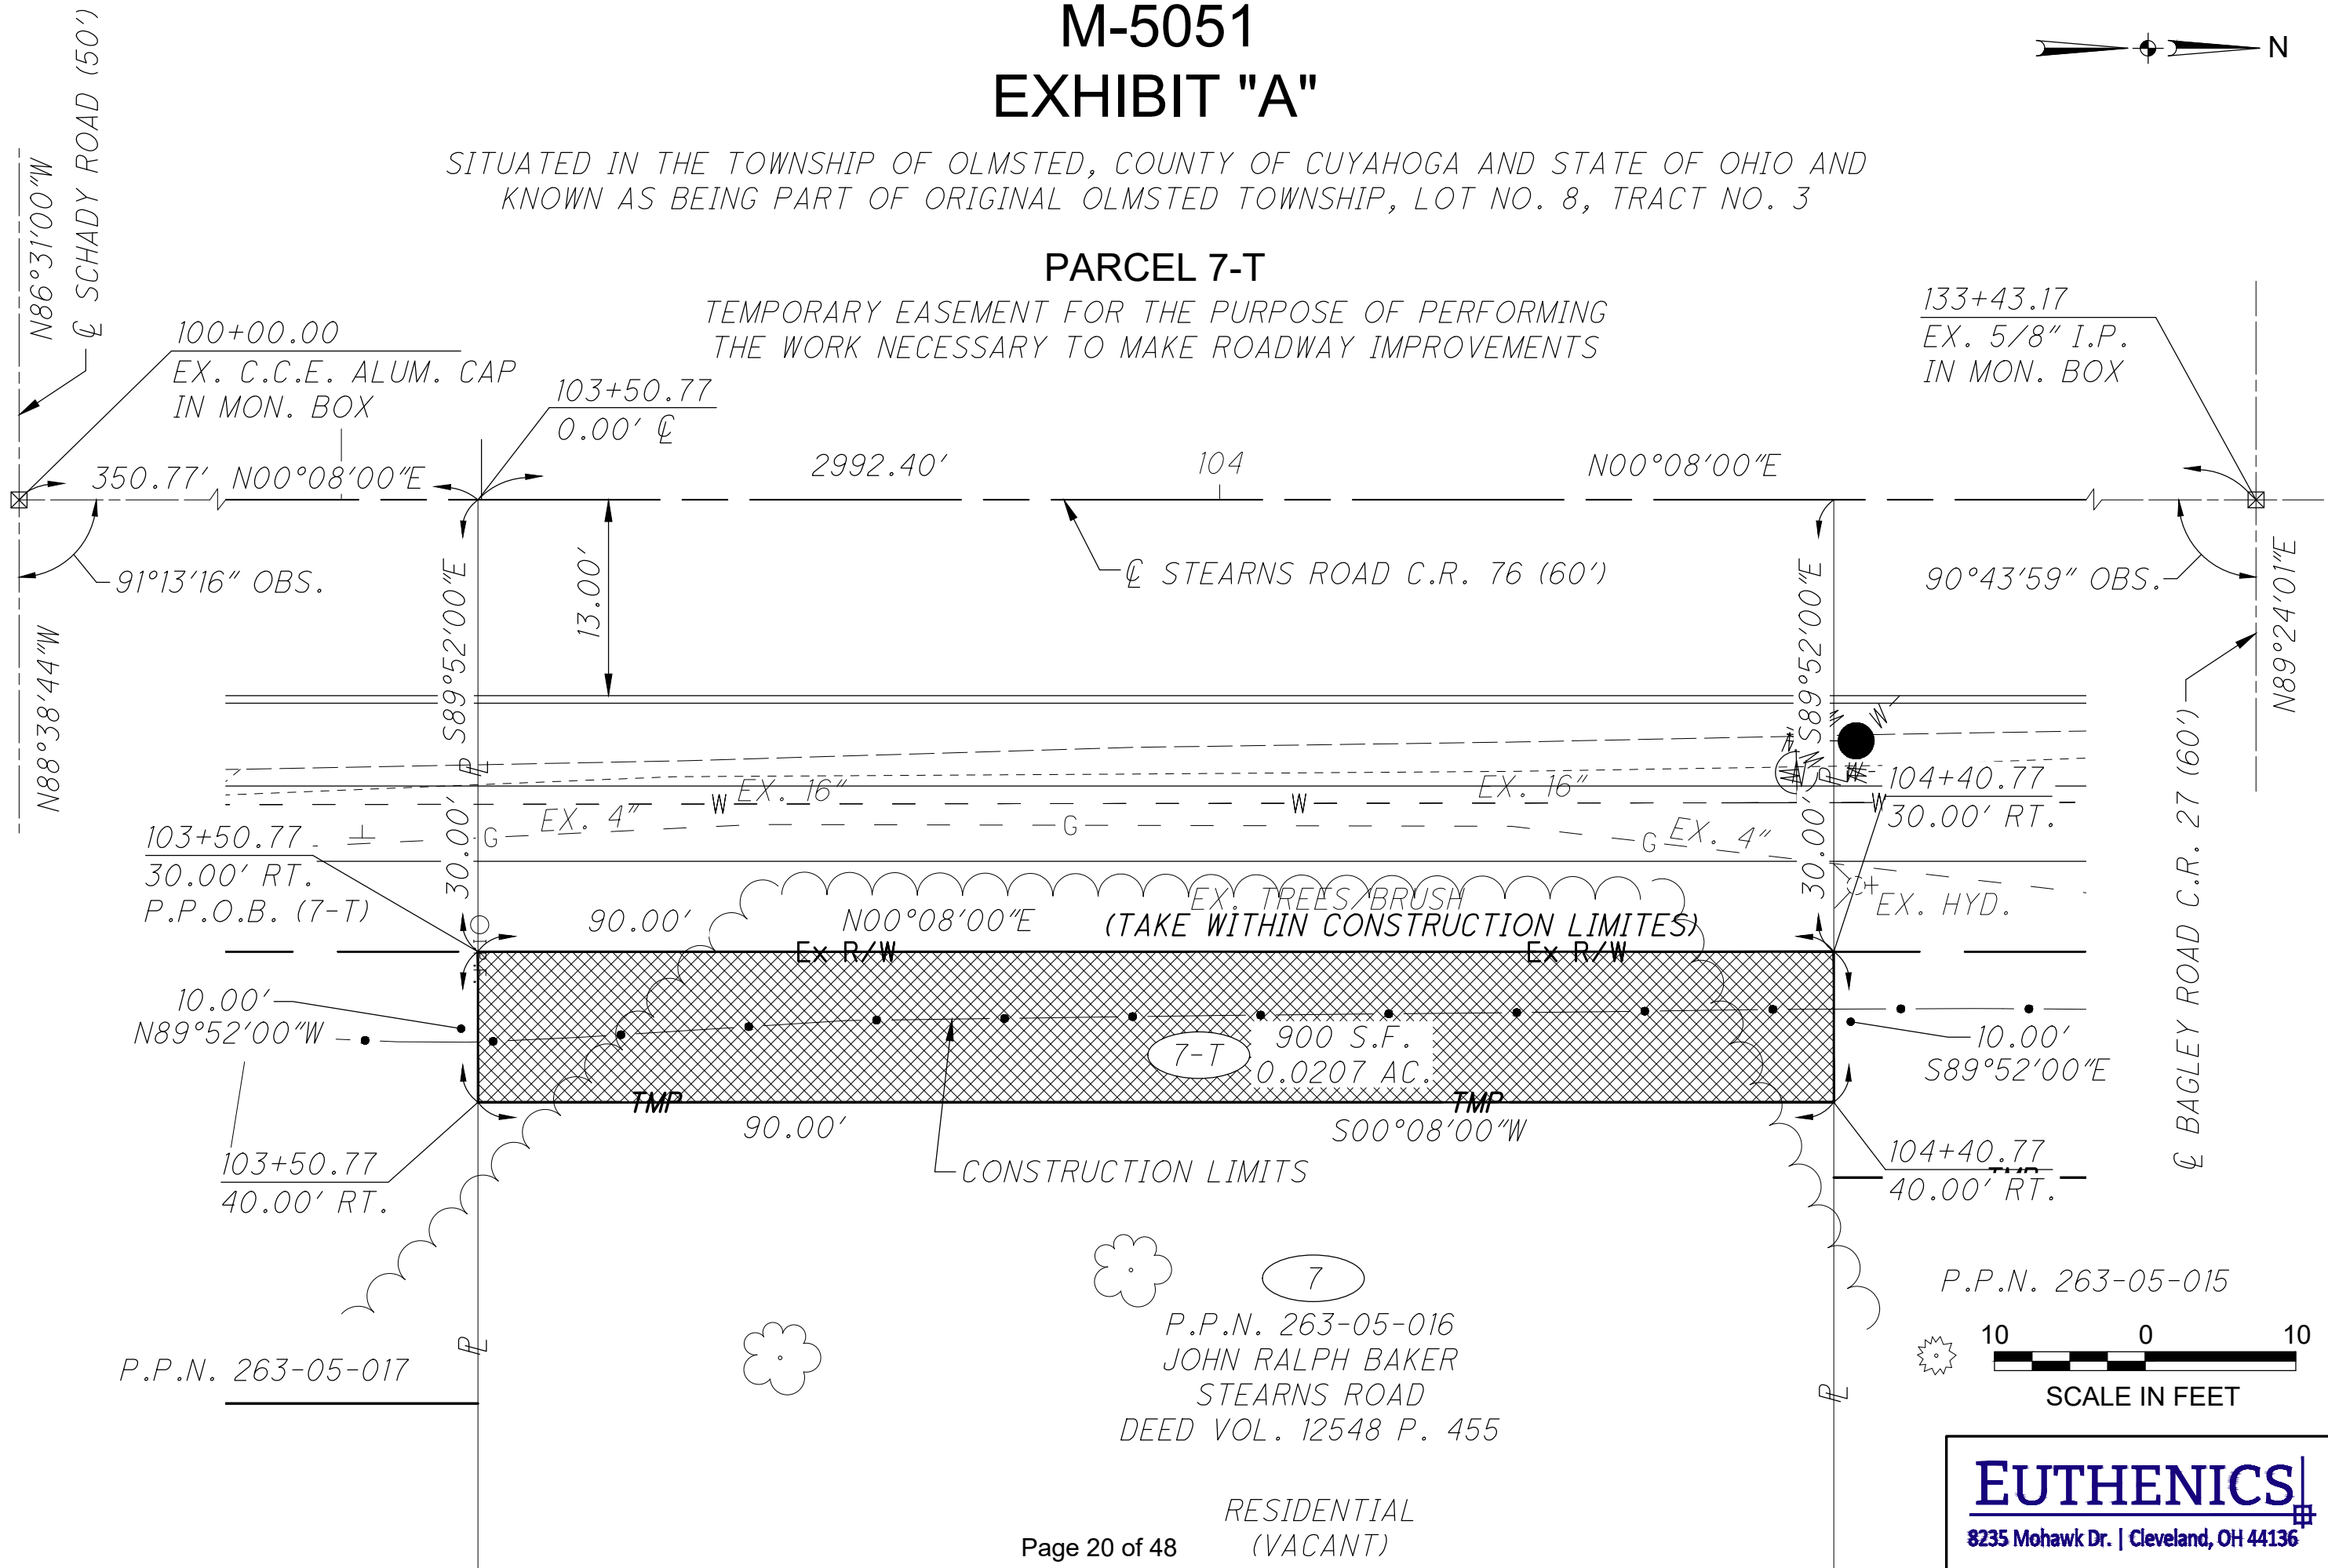 M-5051
EXHIBIT "A"
N
SITUATED IN THE TOWNSHIP OF OLMSTED, COUNTY OF CUYAHOGA AND STATE OF OHIO AND
KNOWN AS BEING PART OF ORIGINAL OLMSTED TOWNSHIP, LOT NO. 8, TRACT NO. 3
PARCEL 7-T
TEMPORARY EASEMENT FOR THE PURPOSE OF PERFORMING
THE WORK NECESSARY TO MAKE ROADWAY IMPROVEMENTS
N86°31'00"W
℄ SCHADY ROAD (50')
100+00.00
EX. C.C.E. ALUM. CAP
IN MON. BOX
103+50.77
0.00' ℄
133+43.17
EX. 5/8" I.P.
IN MON. BOX
350.77' N00°08'00"E
2992.40'
104
N00°08'00"E
91°13'16" OBS.
N88°38'44"W
S89°52'00"E
30.00'
13.00'
℄ STEARNS ROAD C.R. 76 (60')
S89°52'00"E
30.00'
90°43'59" OBS.
N89°24'01"E
℄ BAGLEY ROAD C.R. 27 (60')
W EX. 16"
W
EX. 16"
W
G EX. 4"
G
G EX. 4"
104+40.77
30.00' RT.
103+50.77
30.00' RT.
P.P.O.B. (7-T)
EX. HYD.
EX. TREES/BRUSH
(TAKE WITHIN CONSTRUCTION LIMITES)
90.00'
N00°08'00"E
Ex R/W
Ex R/W
10.00'
N89°52'00"W
7-T
900 S.F.
0.0207 AC.
10.00'
S89°52'00"E
TMP
TMP
90.00'
S00°08'00"W
CONSTRUCTION LIMITS
103+50.77
40.00' RT.
104+40.77
TMP
40.00' RT.
7
P.P.N. 263-05-016
JOHN RALPH BAKER
STEARNS ROAD
DEED VOL. 12548 P. 455
P.P.N. 263-05-015
P.P.N. 263-05-017
10 0 10
SCALE IN FEET
RESIDENTIAL
(VACANT)
Page 20 of 48
EUTHENICS
8235 Mohawk Dr. | Cleveland, OH 44136